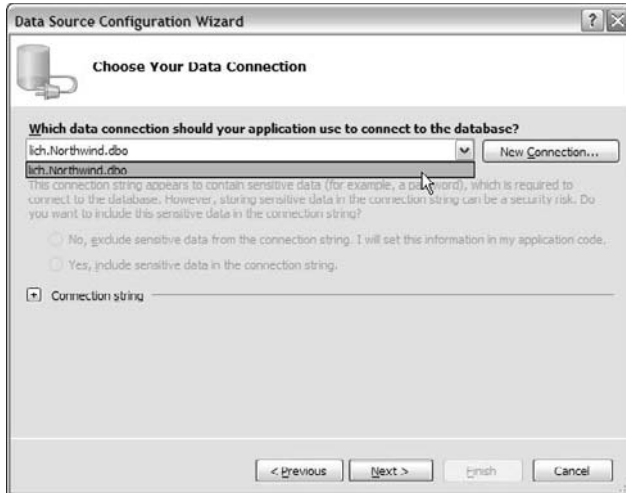 Data Source Configuration Wizard
Choose Your Data Connection
Which data connection should your application use to connect to the database?
lich.Northwind.dbo
New Connection...
lich.Northwind.dbo
This connection string appears to contain sensitive data (for example, a password), which is required to
connect to the database. However, storing sensitive data in the connection string can be a security risk. Do
you want to include this sensitive data in the connection string?
No, exclude sensitive data from the connection string. I will set this information in my application code.
Yes, include sensitive data in the connection string.
Connection string
< Previous
Next >
Finish
Cancel